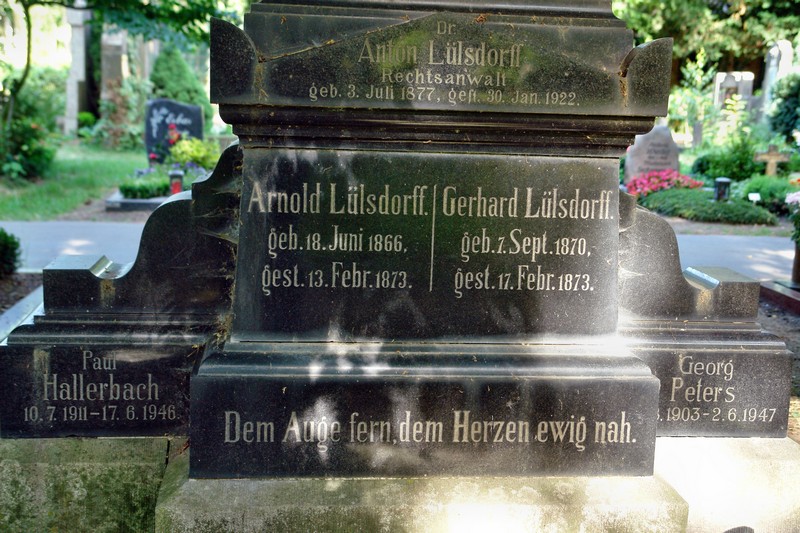 Dr.
Anton Lülsdorff
Rechtsanwalt
geb. 3. Juli 1877, gest. 30. Jan. 1922.
Arnold Lülsdorff.
geb. 18. Juni 1866,
gest. 13. Febr. 1873.
Gerhard Lülsdorff.
geb. 7. Sept. 1870,
gest. 17. Febr. 1873.
Paul
Hallerbach
10. 7. 1911-17. 6. 1946
Georg
Peters
1903-2.6.1947
Dem Auge fern, dem Herzen ewig nah.